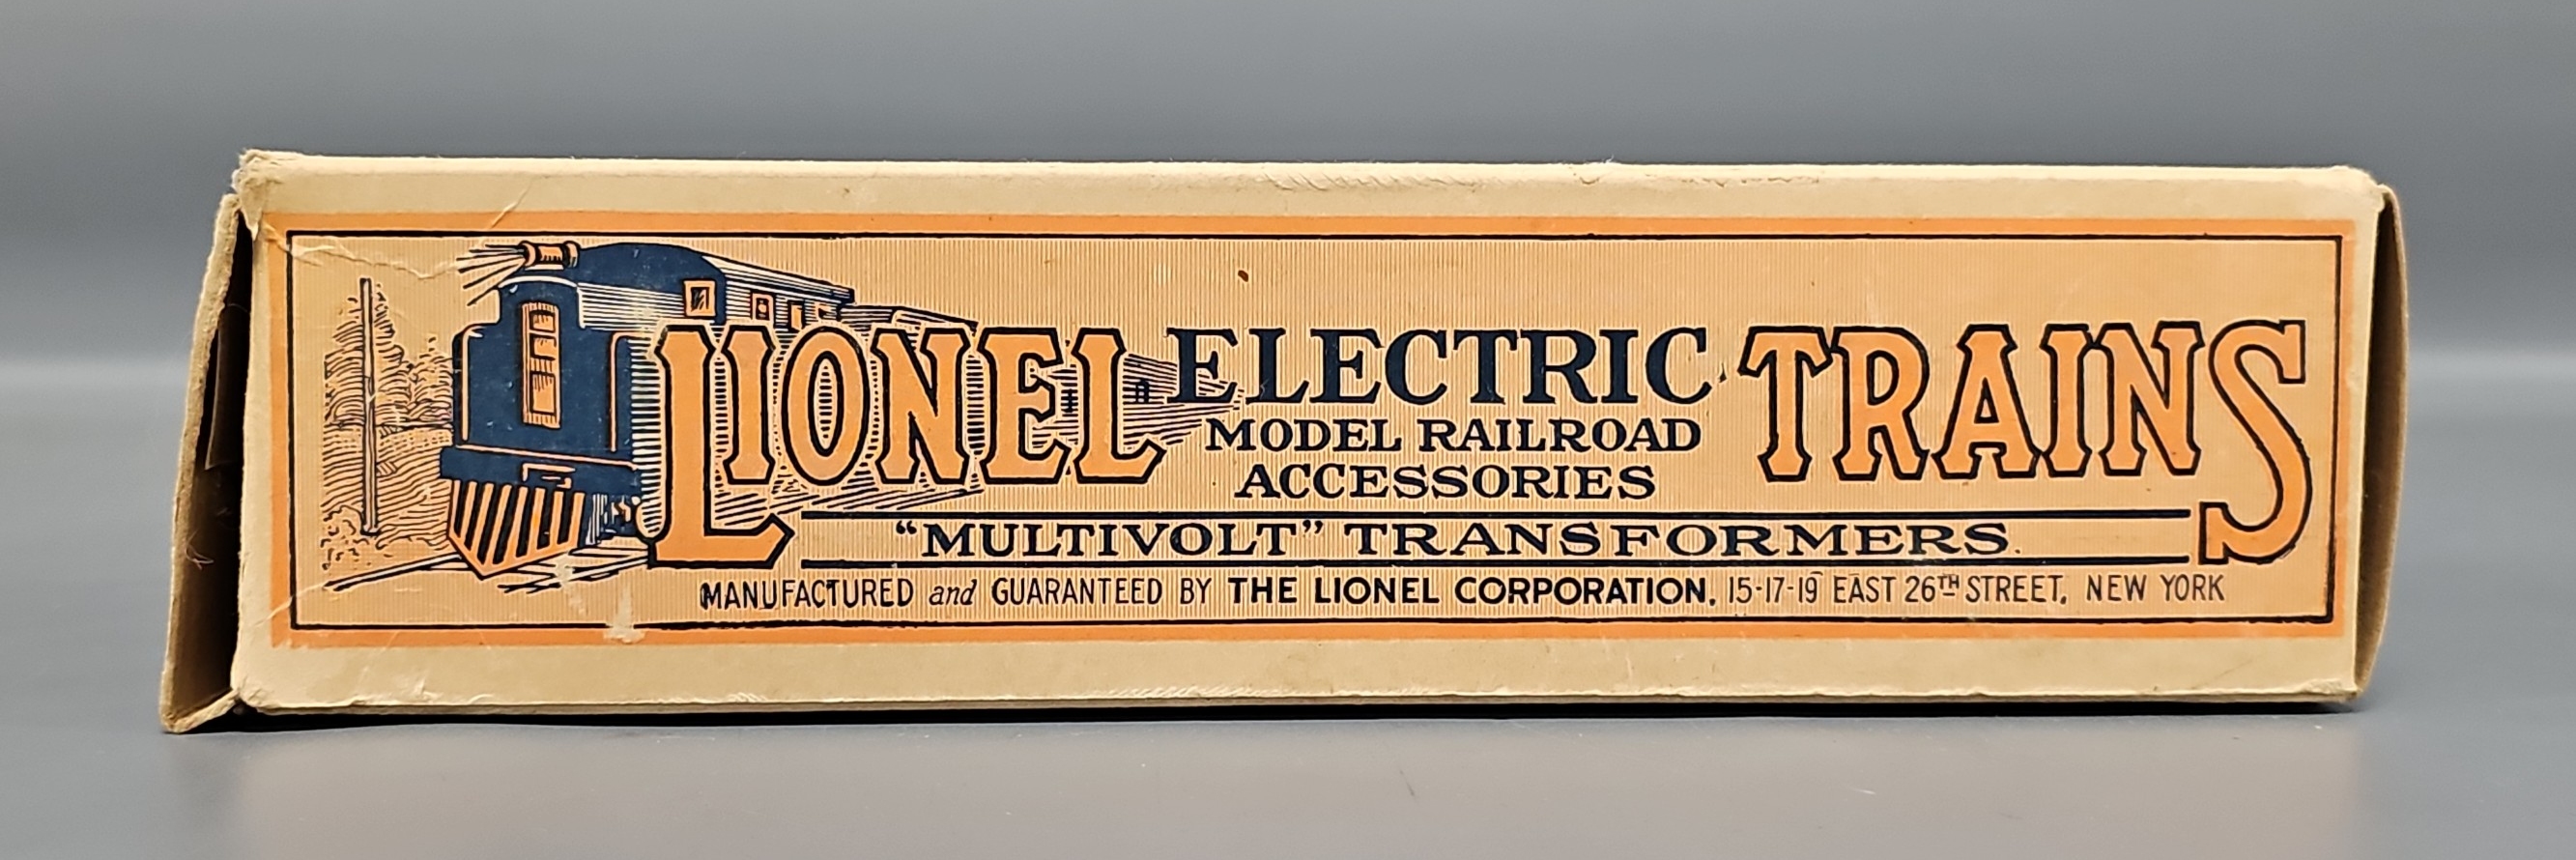 LIONEL ELECTRIC TRAINS
MODEL RAILROAD
ACCESSORIES
“MULTIVOLT” TRANSFORMERS.
MANUFACTURED and GUARANTEED BY THE LIONEL CORPORATION, 15-17-19 EAST 26TH STREET, NEW YORK